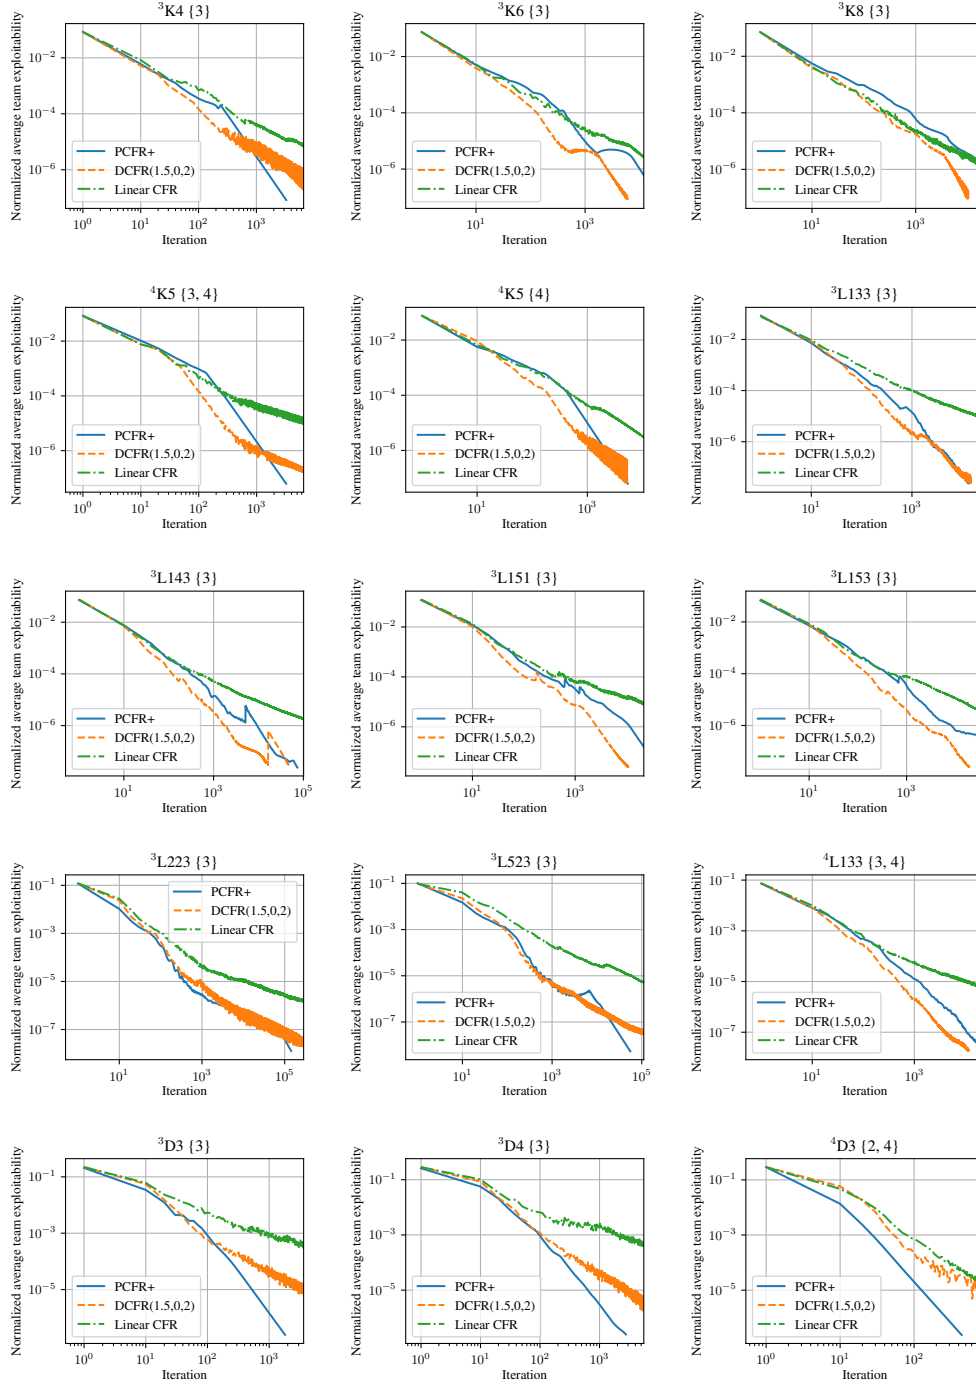 ³K4 {3}
Normalized average team exploitability
10⁻²
10⁻⁴
10⁻⁶
PCFR+
DCFR(1.5,0,2)
Linear CFR
10⁰ 10¹ 10² 10³
Iteration
³K6 {3}
Normalized average team exploitability
10⁻²
10⁻⁴
10⁻⁶
PCFR+
DCFR(1.5,0,2)
Linear CFR
10¹ 10³
Iteration
³K8 {3}
Normalized average team exploitability
10⁻²
10⁻⁴
10⁻⁶
PCFR+
DCFR(1.5,0,2)
Linear CFR
10¹ 10³
Iteration
⁴K5 {3, 4}
Normalized average team exploitability
10⁻²
10⁻⁴
10⁻⁶
PCFR+
DCFR(1.5,0,2)
Linear CFR
10⁰ 10¹ 10² 10³
Iteration
⁴K5 {4}
Normalized average team exploitability
10⁻²
10⁻⁴
10⁻⁶
PCFR+
DCFR(1.5,0,2)
Linear CFR
10¹ 10³
Iteration
³L133 {3}
Normalized average team exploitability
10⁻²
10⁻⁴
10⁻⁶
PCFR+
DCFR(1.5,0,2)
Linear CFR
10¹ 10³
Iteration
³L143 {3}
Normalized average team exploitability
10⁻²
10⁻⁴
10⁻⁶
PCFR+
DCFR(1.5,0,2)
Linear CFR
10¹ 10³ 10⁵
Iteration
³L151 {3}
Normalized average team exploitability
10⁻²
10⁻⁴
10⁻⁶
PCFR+
DCFR(1.5,0,2)
Linear CFR
10¹ 10³
Iteration
³L153 {3}
Normalized average team exploitability
10⁻²
10⁻⁴
10⁻⁶
PCFR+
DCFR(1.5,0,2)
Linear CFR
10¹ 10³
Iteration
³L223 {3}
Normalized average team exploitability
10⁻¹
10⁻³
10⁻⁵
10⁻⁷
PCFR+
DCFR(1.5,0,2)
Linear CFR
10¹ 10³ 10⁵
Iteration
³L523 {3}
Normalized average team exploitability
10⁻¹
10⁻³
10⁻⁵
10⁻⁷
PCFR+
DCFR(1.5,0,2)
Linear CFR
10¹ 10³ 10⁵
Iteration
⁴L133 {3, 4}
Normalized average team exploitability
10⁻¹
10⁻³
10⁻⁵
10⁻⁷
PCFR+
DCFR(1.5,0,2)
Linear CFR
10¹ 10³
Iteration
³D3 {3}
Normalized average team exploitability
10⁻¹
10⁻³
10⁻⁵
PCFR+
DCFR(1.5,0,2)
Linear CFR
10⁰ 10¹ 10² 10³
Iteration
³D4 {3}
Normalized average team exploitability
10⁻¹
10⁻³
10⁻⁵
PCFR+
DCFR(1.5,0,2)
Linear CFR
10⁰ 10¹ 10² 10³
Iteration
⁴D3 {2, 4}
Normalized average team exploitability
10⁻¹
10⁻³
10⁻⁵
PCFR+
DCFR(1.5,0,2)
Linear CFR
10⁰ 10¹ 10²
Iteration